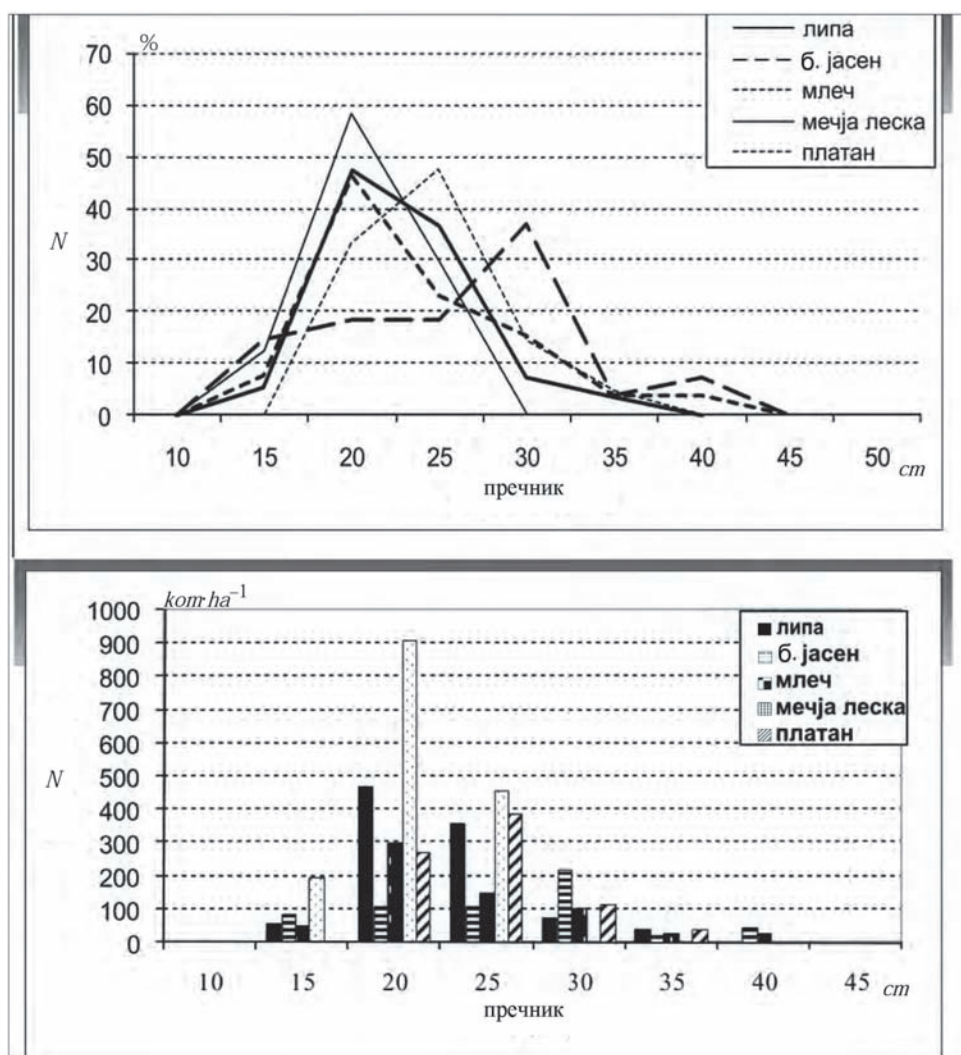 %
липа
б. јасен
млеч
мечја леска
платан
70
60
50
40
30
20
10
0
N
10 15 20 25 30 35 40 45 50 cm
пречник
kom·ha⁻¹
1000
900
800
700
600
500
400
300
200
100
0
N
липа
б. јасен
млеч
мечја леска
платан
10 15 20 25 30 35 40 45 cm
пречник